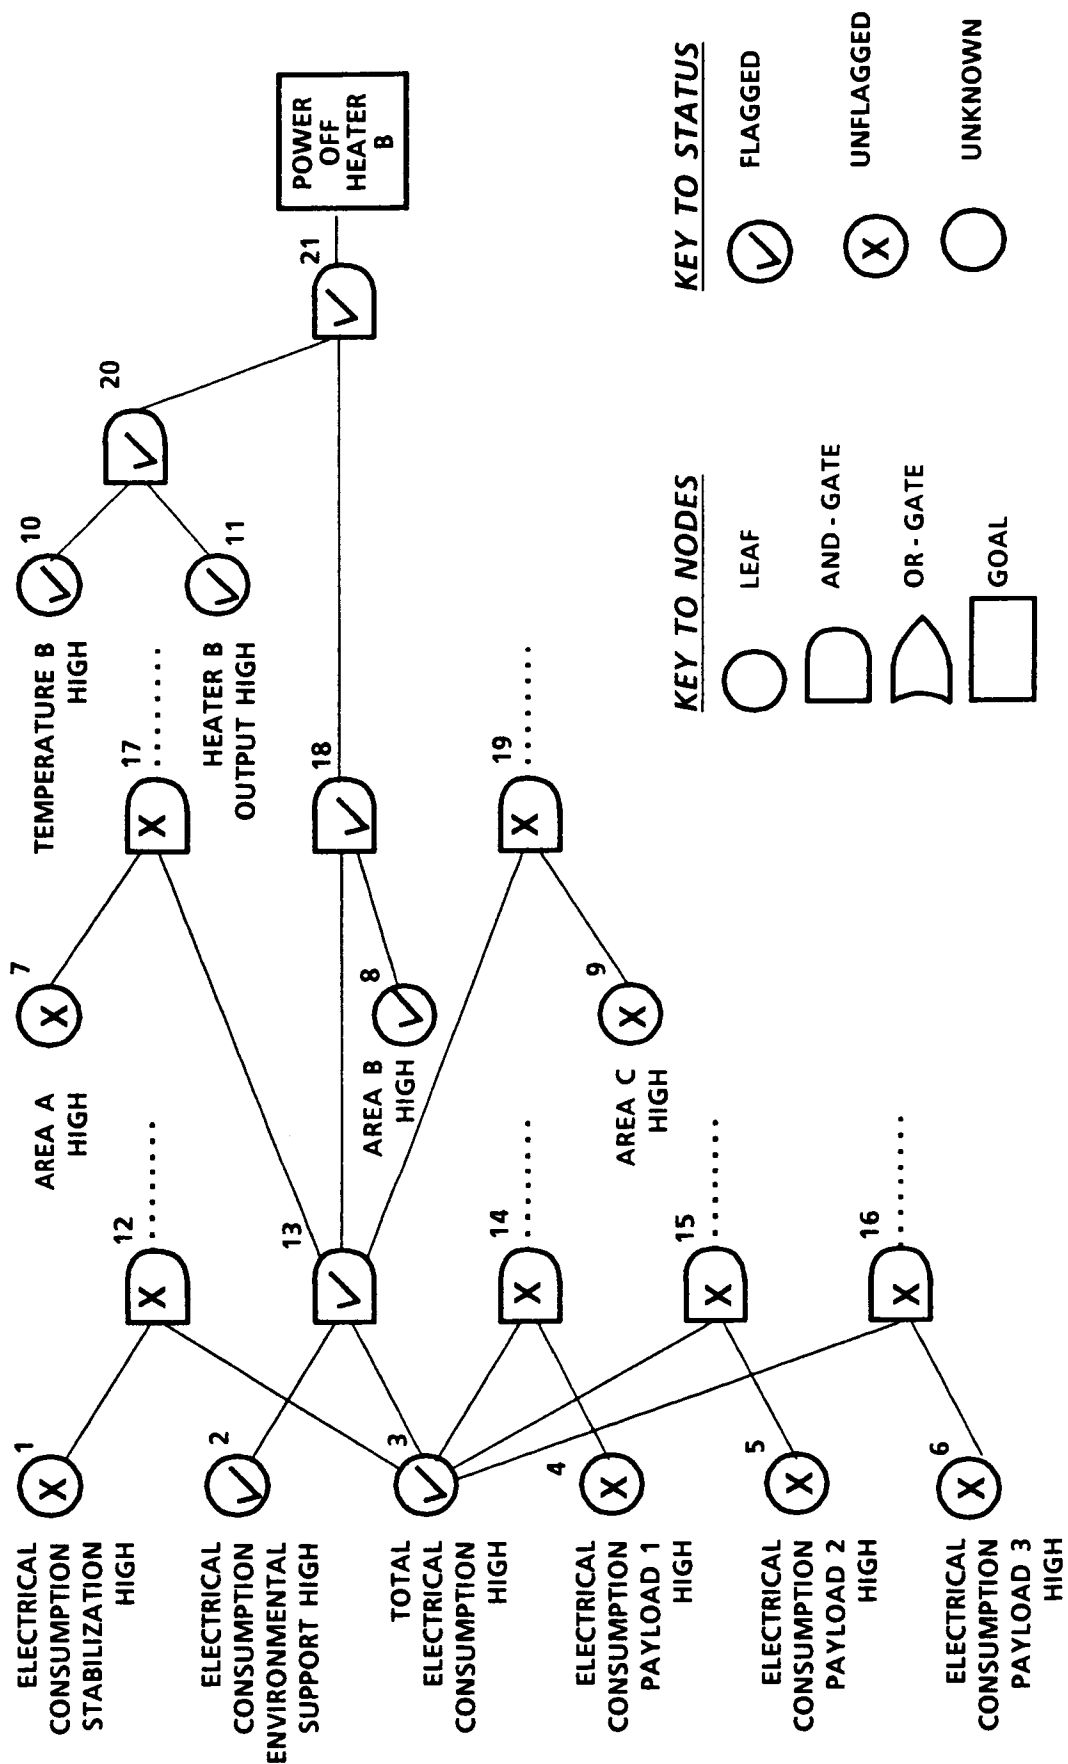 ELECTRICAL
CONSUMPTION
STABILIZATION
HIGH
1
X
ELECTRICAL
CONSUMPTION
ENVIRONMENTAL
SUPPORT HIGH
2
TOTAL
ELECTRICAL
CONSUMPTION
HIGH
3
ELECTRICAL
CONSUMPTION
PAYLOAD 1
HIGH
4
X
ELECTRICAL
CONSUMPTION
PAYLOAD 2
HIGH
5
X
ELECTRICAL
CONSUMPTION
PAYLOAD 3
HIGH
6
X
12
X
13
14
X
15
X
16
X
AREA A
HIGH
7
X
AREA B
HIGH
8
AREA C
HIGH
9
X
17
X
18
19
X
TEMPERATURE B
HIGH
10
HEATER B
OUTPUT HIGH
11
20
21
POWER
OFF
HEATER
B
KEY TO NODES
LEAF
AND-GATE
OR-GATE
GOAL
KEY TO STATUS
FLAGGED
X
UNFLAGGED
UNKNOWN